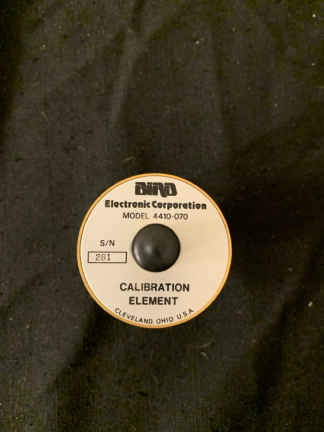 BIRD
Electronic Corporation
MODEL 4410-070
S/N
281
CALIBRATION
ELEMENT
CLEVELAND OHIO U.S.A.